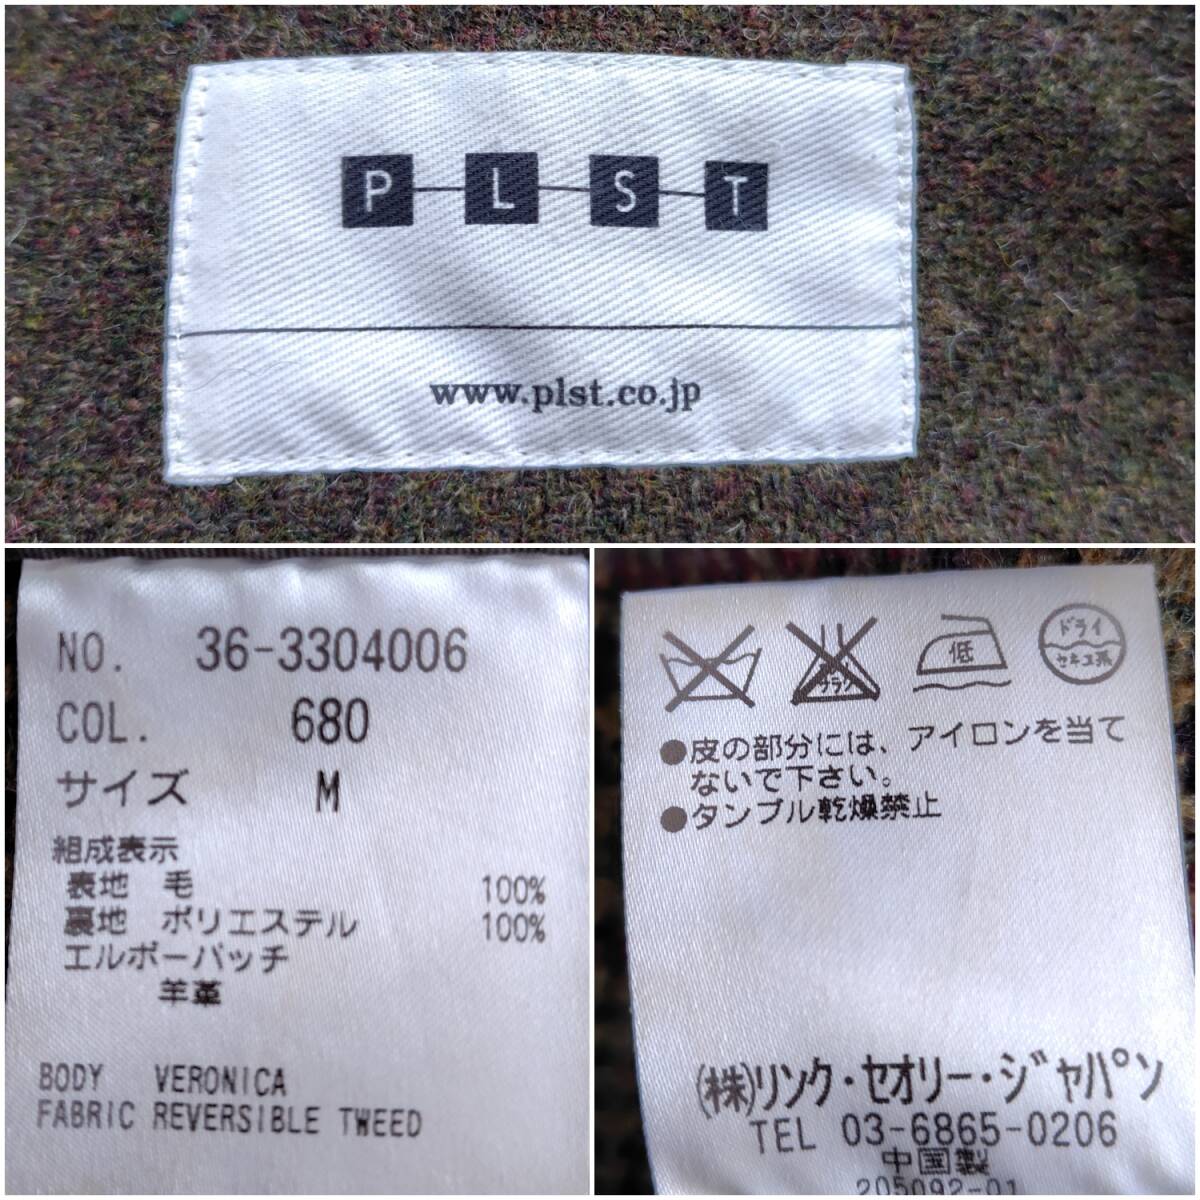 P L S T
www.plst.co.jp
NO. 36-3304006
COL. 680
サイズ M
組成表示
表地 毛 100%
裏地 ポリエステル 100%
エルボーパッチ
羊革
BODY VERONICA
FABRIC REVERSIBLE TWEED
サラシ
低
ドライ
セキユ系
●皮の部分には、アイロンを当て
ないで下さい。
●タンブル乾燥禁止
(株)リンク・セオリー・ジャパン
TEL 03-6865-0206
中国製
205092-01